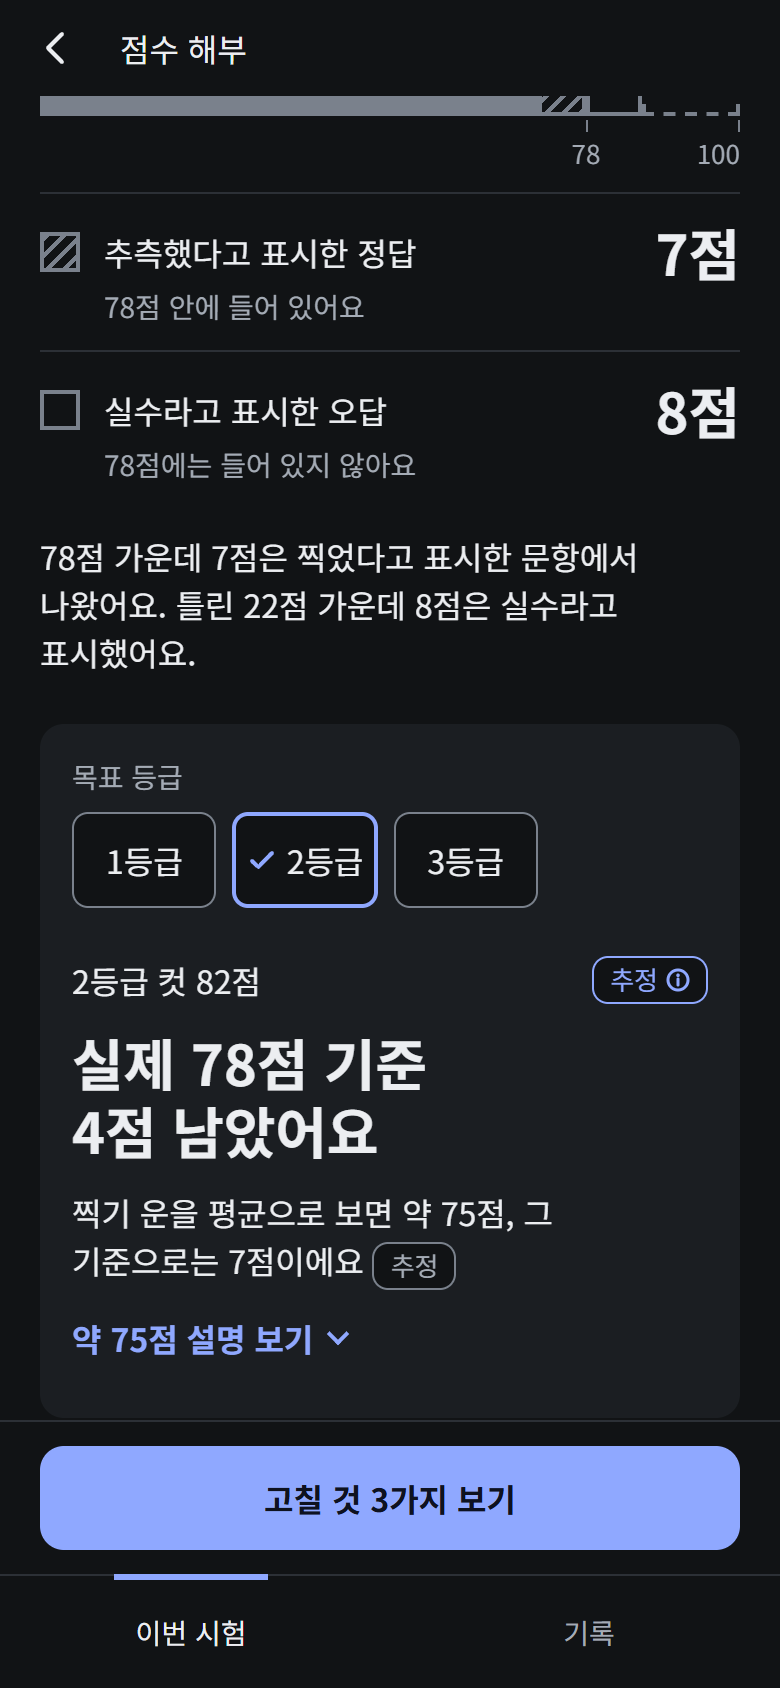 점수 해부
78
100
추측했다고 표시한 정답
7점
78점 안에 들어 있어요
실수라고 표시한 오답
8점
78점에는 들어 있지 않아요
78점 가운데 7점은 찍었다고 표시한 문항에서
나왔어요. 틀린 22점 가운데 8점은 실수라고
표시했어요.
목표 등급
1등급
2등급
3등급
2등급 컷 82점
추정
실제 78점 기준
4점 남았어요
찍기 운을 평균으로 보면 약 75점, 그
기준으로는 7점이에요 추정
약 75점 설명 보기
고칠 것 3가지 보기
이번 시험
기록